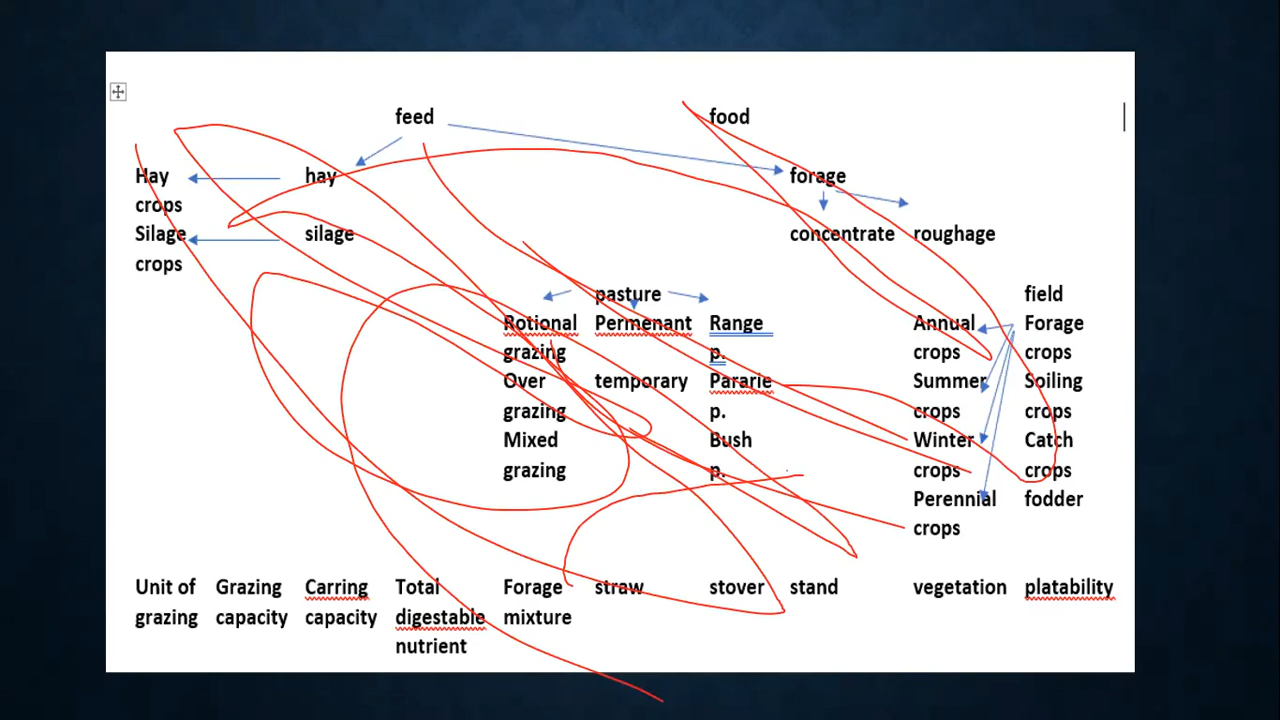 feed food
Hay hay forage
crops
Silage silage concentrate roughage
crops
pasture field
Rotional Permenant Range Annual Forage
grazing p. crops crops
Over temporary Pararie Summer Soiling
grazing p. crops crops
Mixed Bush Winter Catch
grazing p. crops crops
Perennial fodder
crops
Unit of Grazing Carring Total Forage straw stover stand vegetation platability
grazing capacity capacity digestable mixture
nutrient